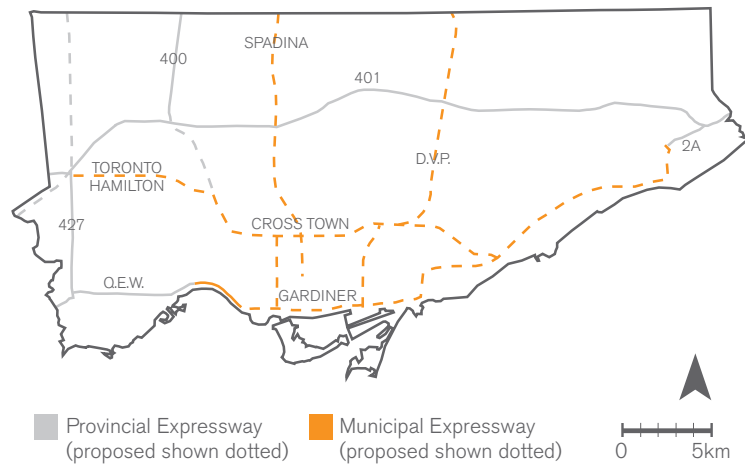 SPADINA
400
401
D.V.P.
2A
TORONTO
HAMILTON
427
CROSS TOWN
Q.E.W.
GARDINER
Provincial Expressway
(proposed shown dotted)
Municipal Expressway
(proposed shown dotted)
0 5km